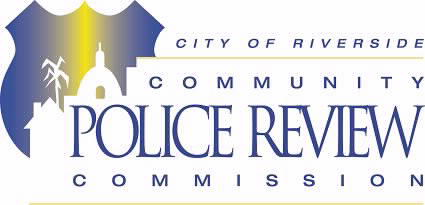 CITY OF RIVERSIDE
COMMUNITY
POLICE REVIEW
COMMISSION